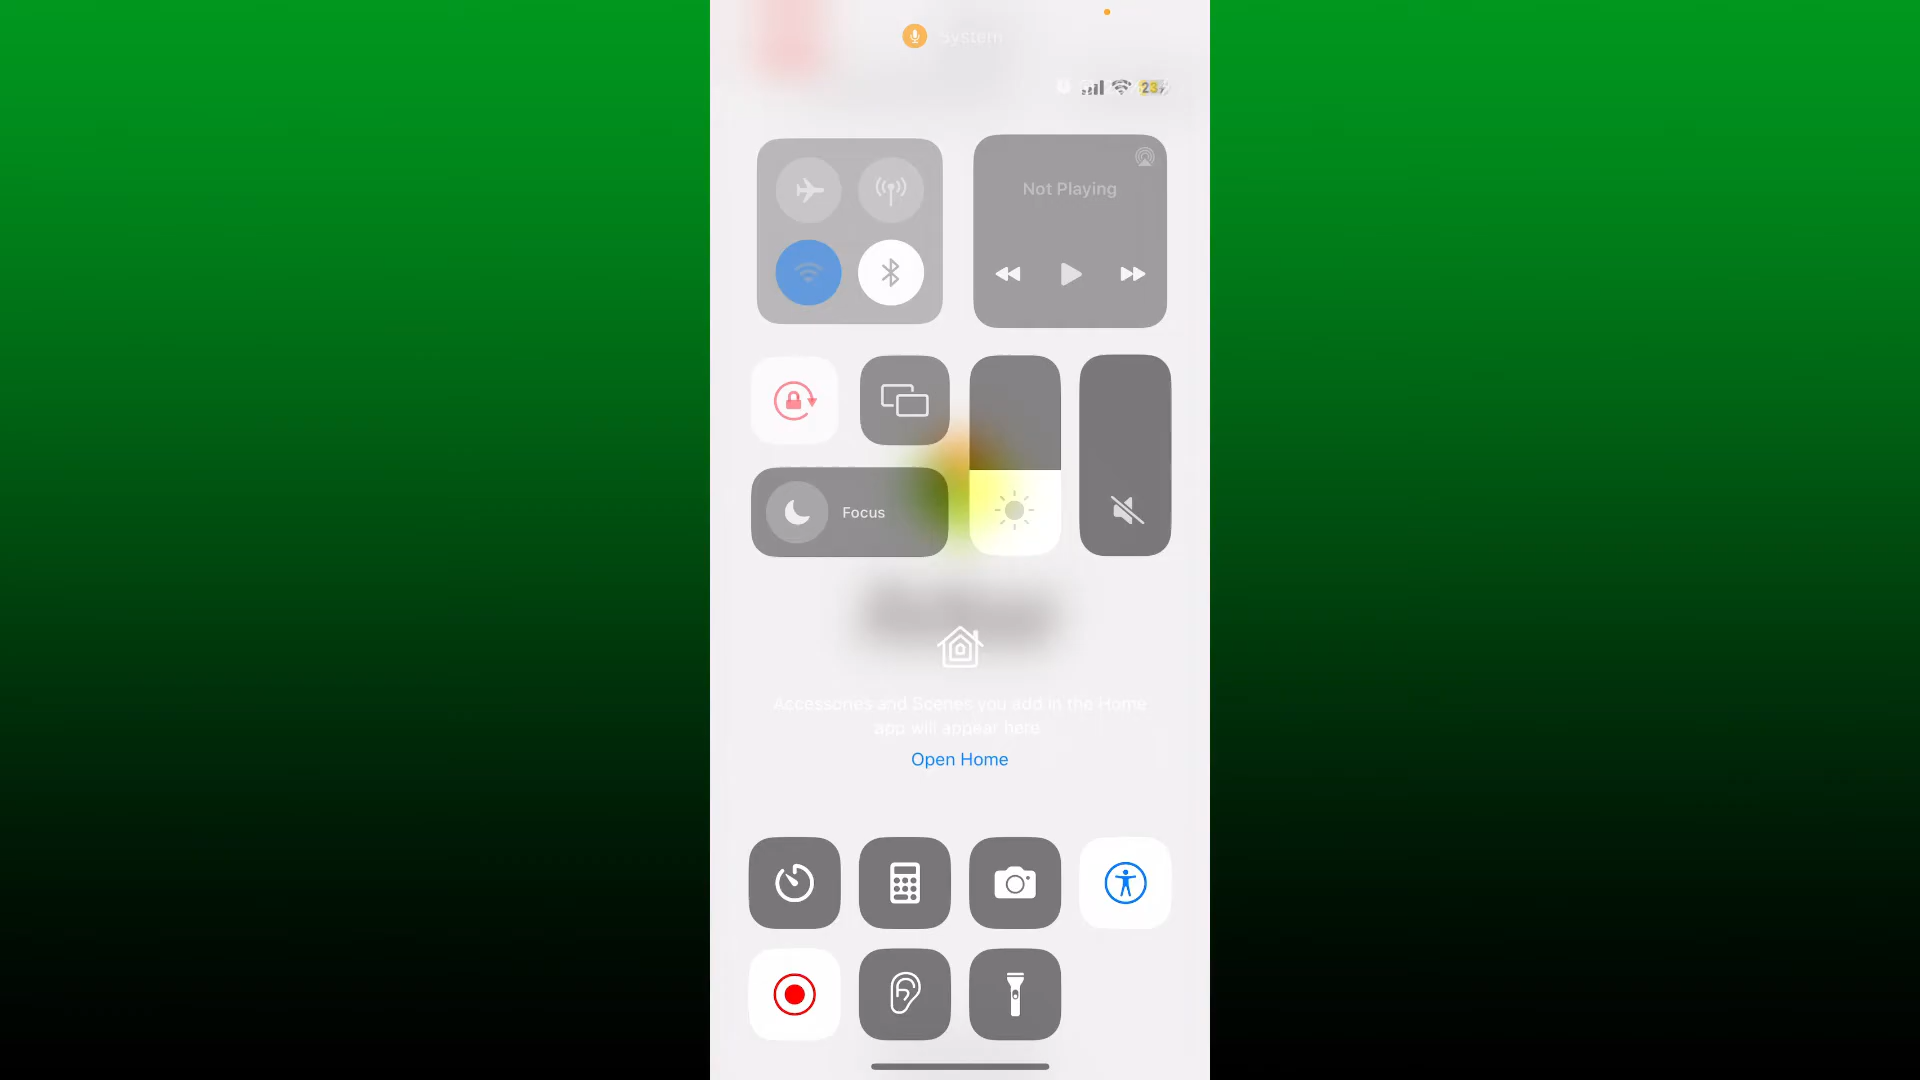 System
23
Not Playing
Focus
Accessories and Scenes you add in the Home
app will appear here
Open Home